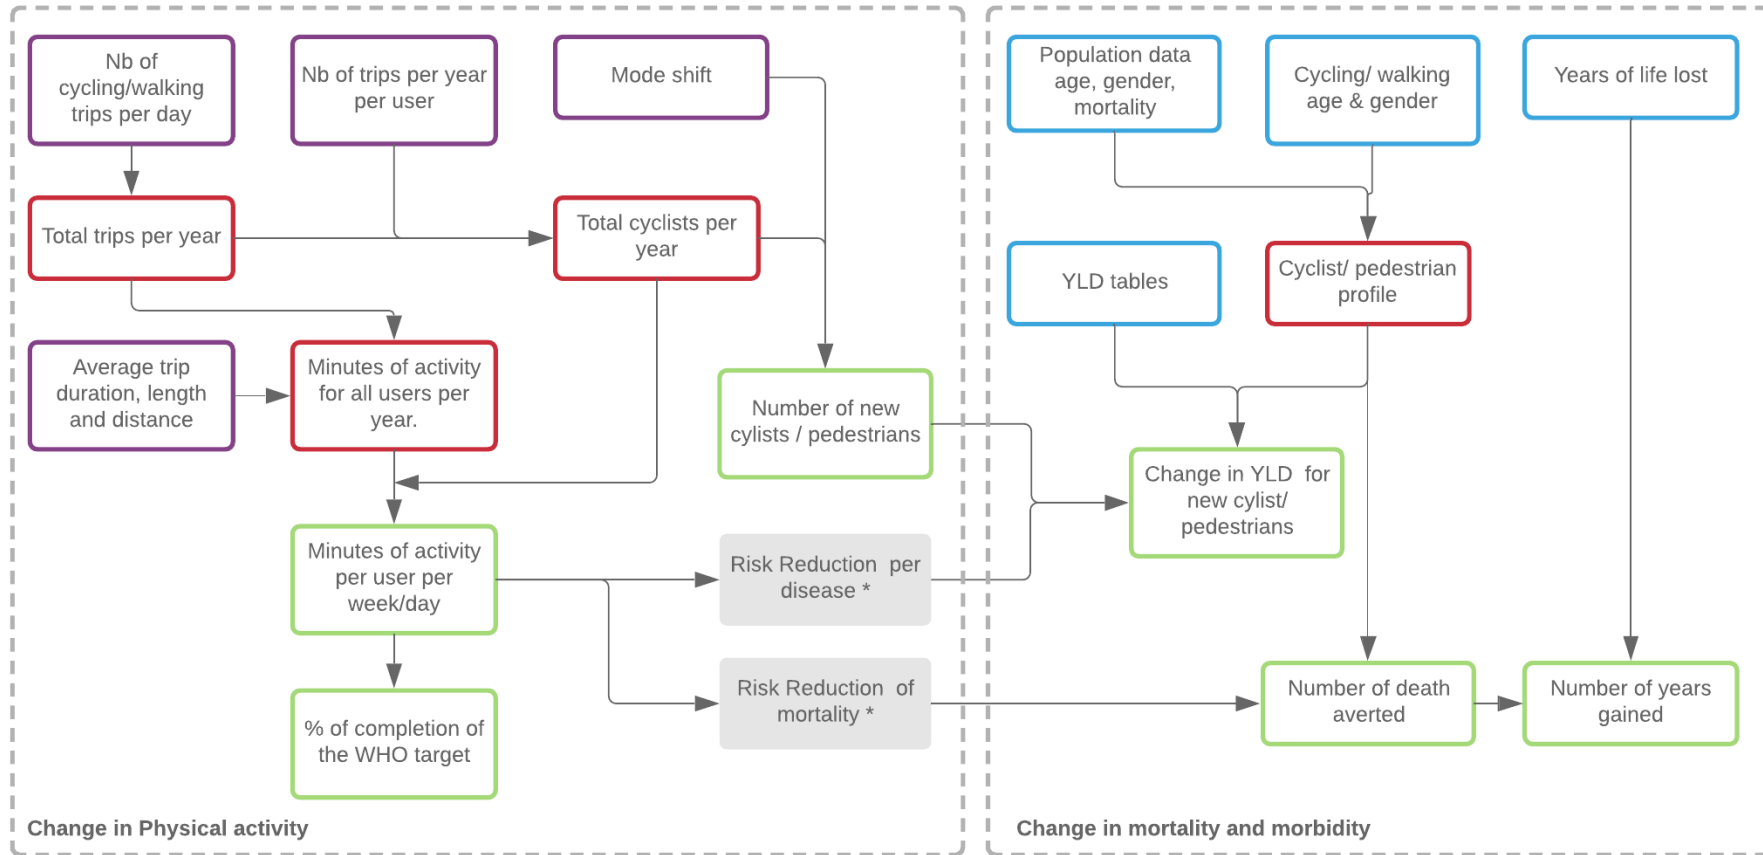 Nb of
cycling/walking
trips per day
Nb of trips per year
per user
Mode shift
Total trips per year
Total cyclists per
year
Average trip
duration, length
and distance
Minutes of activity
for all users per
year.
Number of new
cylists / pedestrians
Minutes of activity
per user per
week/day
Risk Reduction per
disease *
Risk Reduction of
mortality *
% of completion of
the WHO target
Change in Physical activity
Population data
age, gender,
mortality
Cycling/ walking
age & gender
Years of life lost
YLD tables
Cyclist/ pedestrian
profile
Change in YLD for
new cylist/
pedestrians
Number of death
averted
Number of years
gained
Change in mortality and morbidity